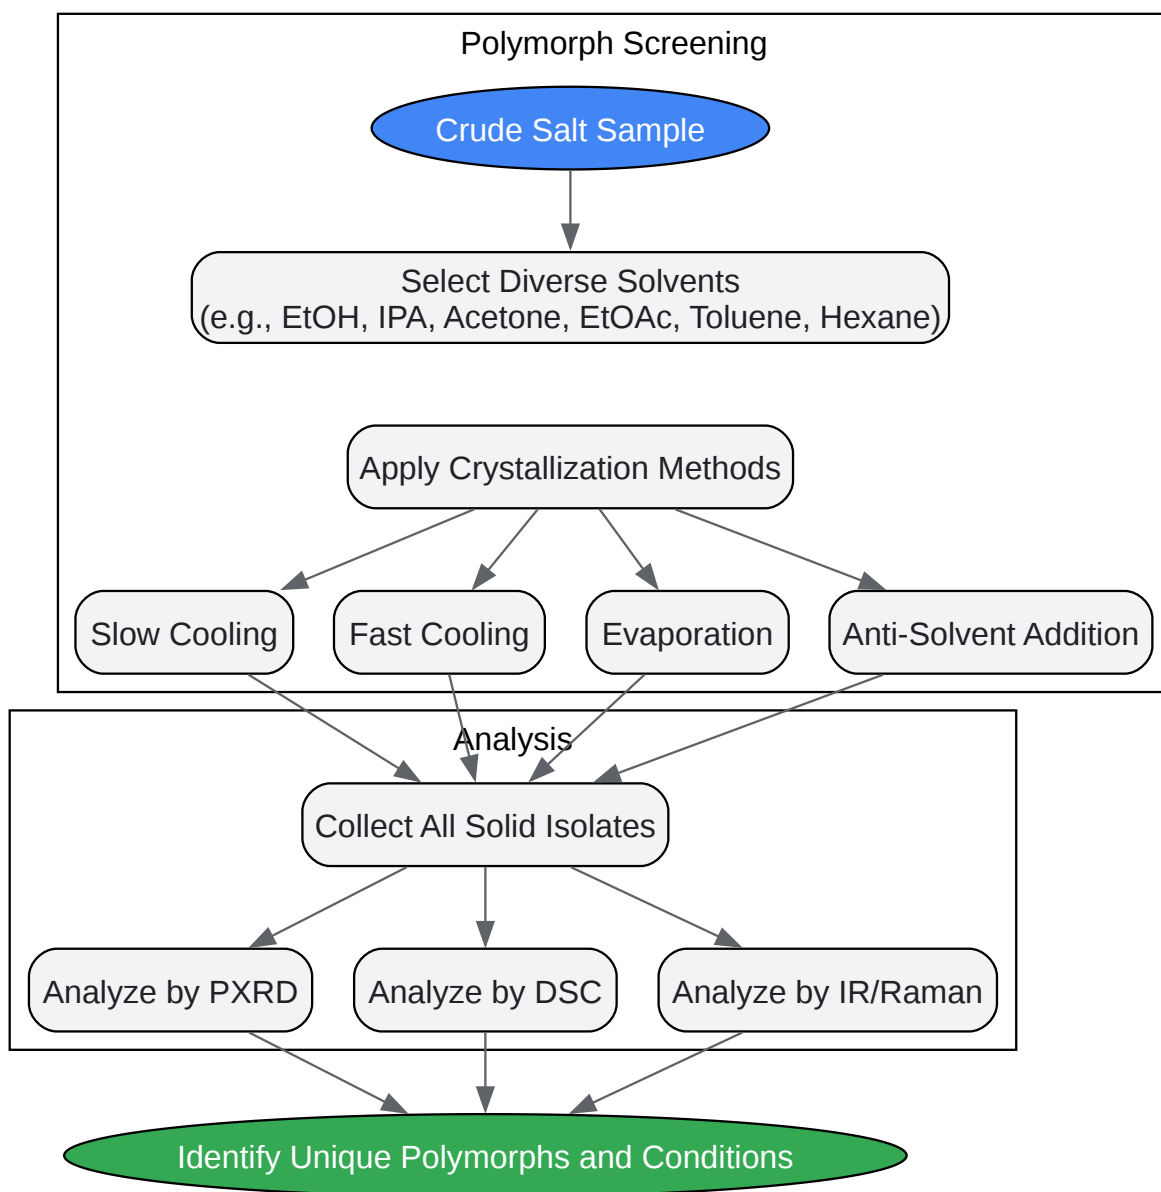 Polymorph Screening
Crude Salt Sample
Select Diverse Solvents
(e.g., EtOH, IPA, Acetone, EtOAc, Toluene, Hexane)
Apply Crystallization Methods
Slow Cooling
Fast Cooling
Evaporation
Anti-Solvent Addition
Analysis
Collect All Solid Isolates
Analyze by PXRD
Analyze by DSC
Analyze by IR/Raman
Identify Unique Polymorphs and Conditions